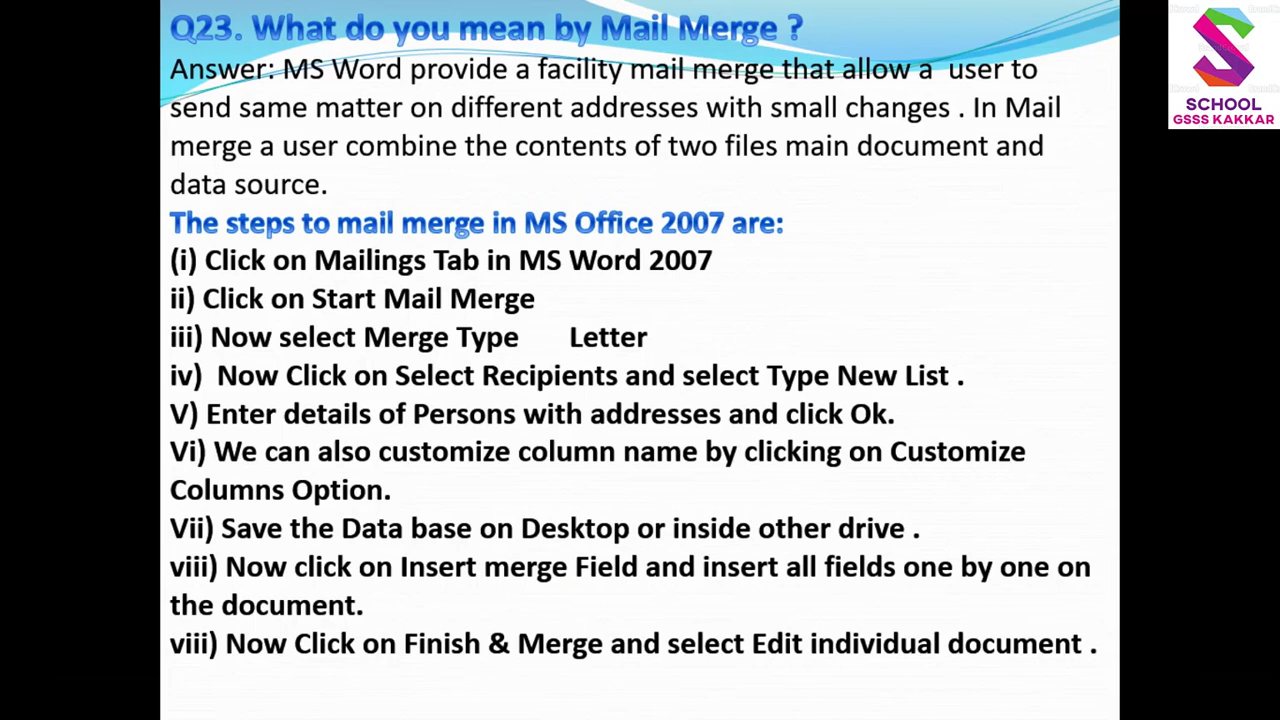 Q23. What do you mean by Mail Merge ?
Answer: MS Word provide a facility mail merge that allow a user to
send same matter on different addresses with small changes . In Mail
merge a user combine the contents of two files main document and
data source.
The steps to mail merge in MS Office 2007 are:
(i) Click on Mailings Tab in MS Word 2007
ii) Click on Start Mail Merge
iii) Now select Merge Type Letter
iv) Now Click on Select Recipients and select Type New List .
V) Enter details of Persons with addresses and click Ok.
Vi) We can also customize column name by clicking on Customize
Columns Option.
Vii) Save the Data base on Desktop or inside other drive .
viii) Now click on Insert merge Field and insert all fields one by one on
the document.
viii) Now Click on Finish & Merge and select Edit individual document .
SCHOOL
GSSS KAKKAR